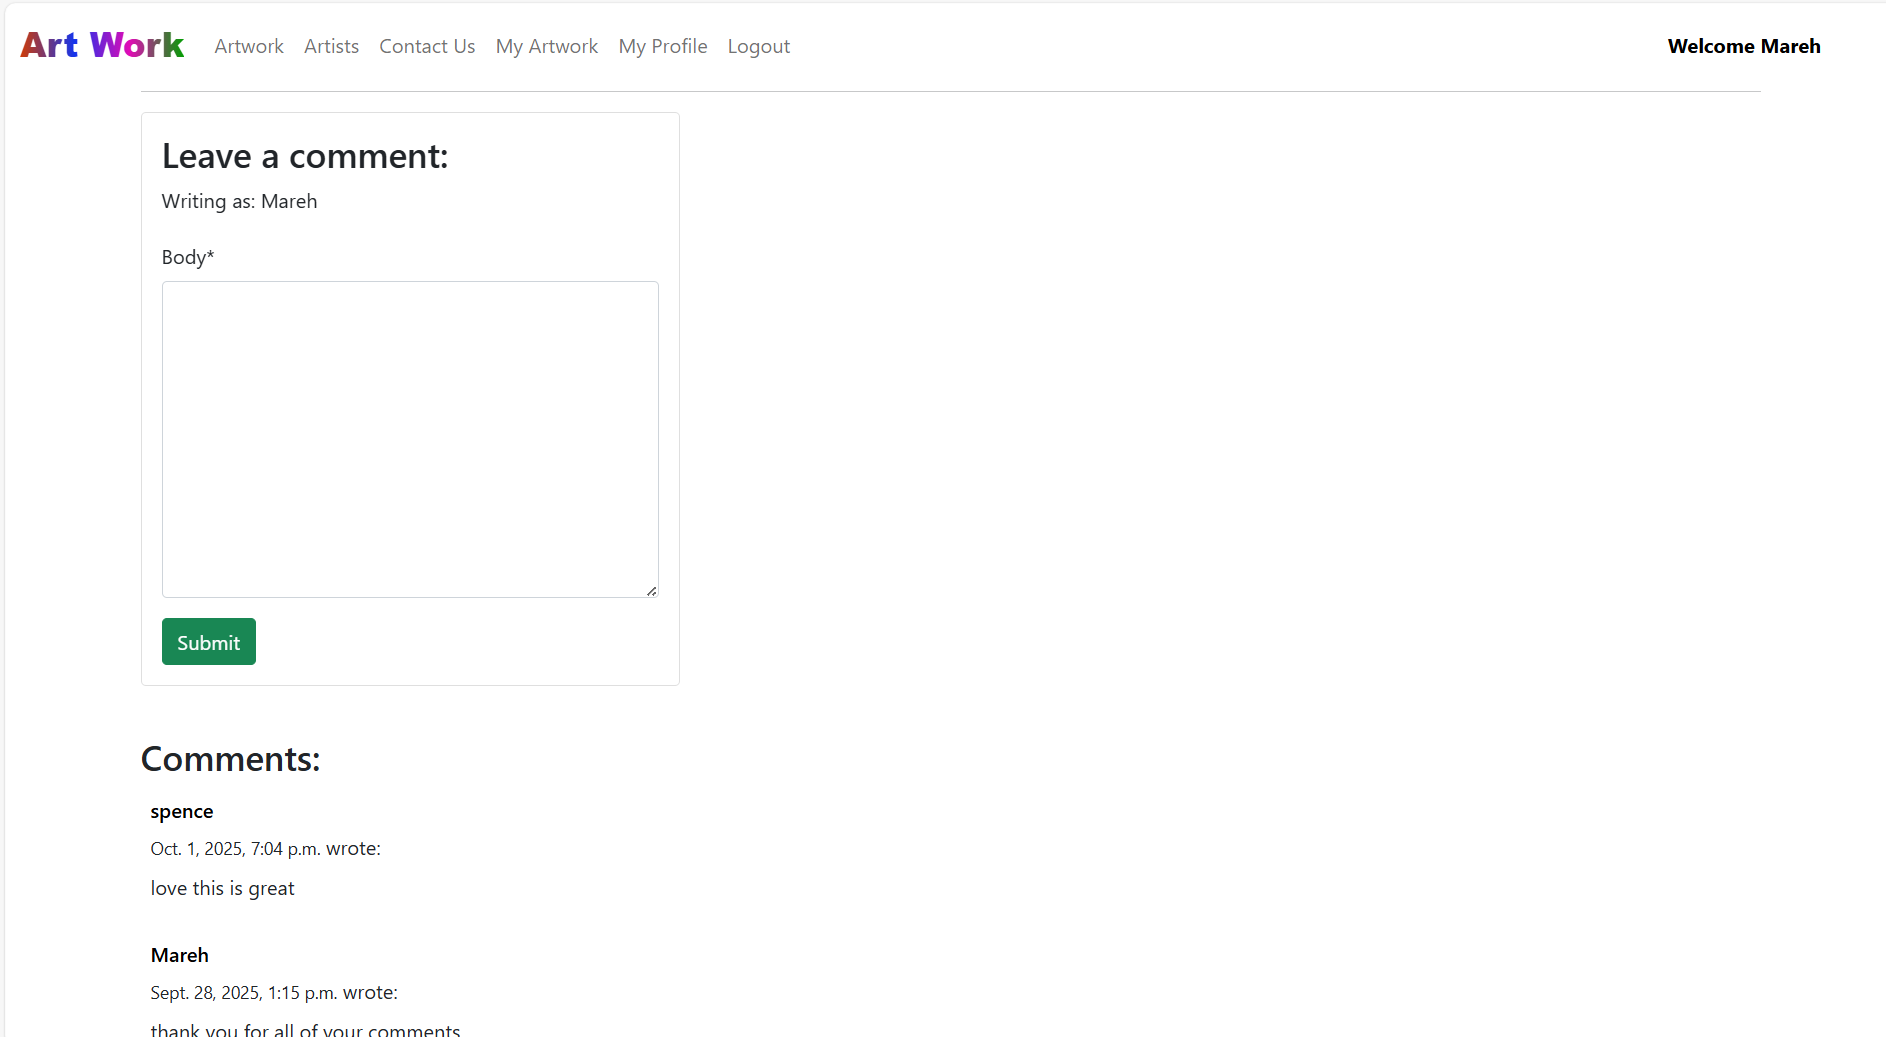 Art Work Artwork Artists Contact Us My Artwork My Profile Logout Welcome Mareh
Leave a comment:
Writing as: Mareh
Body*
Submit
Comments:
spence
Oct. 1, 2025, 7:04 p.m. wrote:
love this is great
Mareh
Sept. 28, 2025, 1:15 p.m. wrote:
thank you for all of your comments